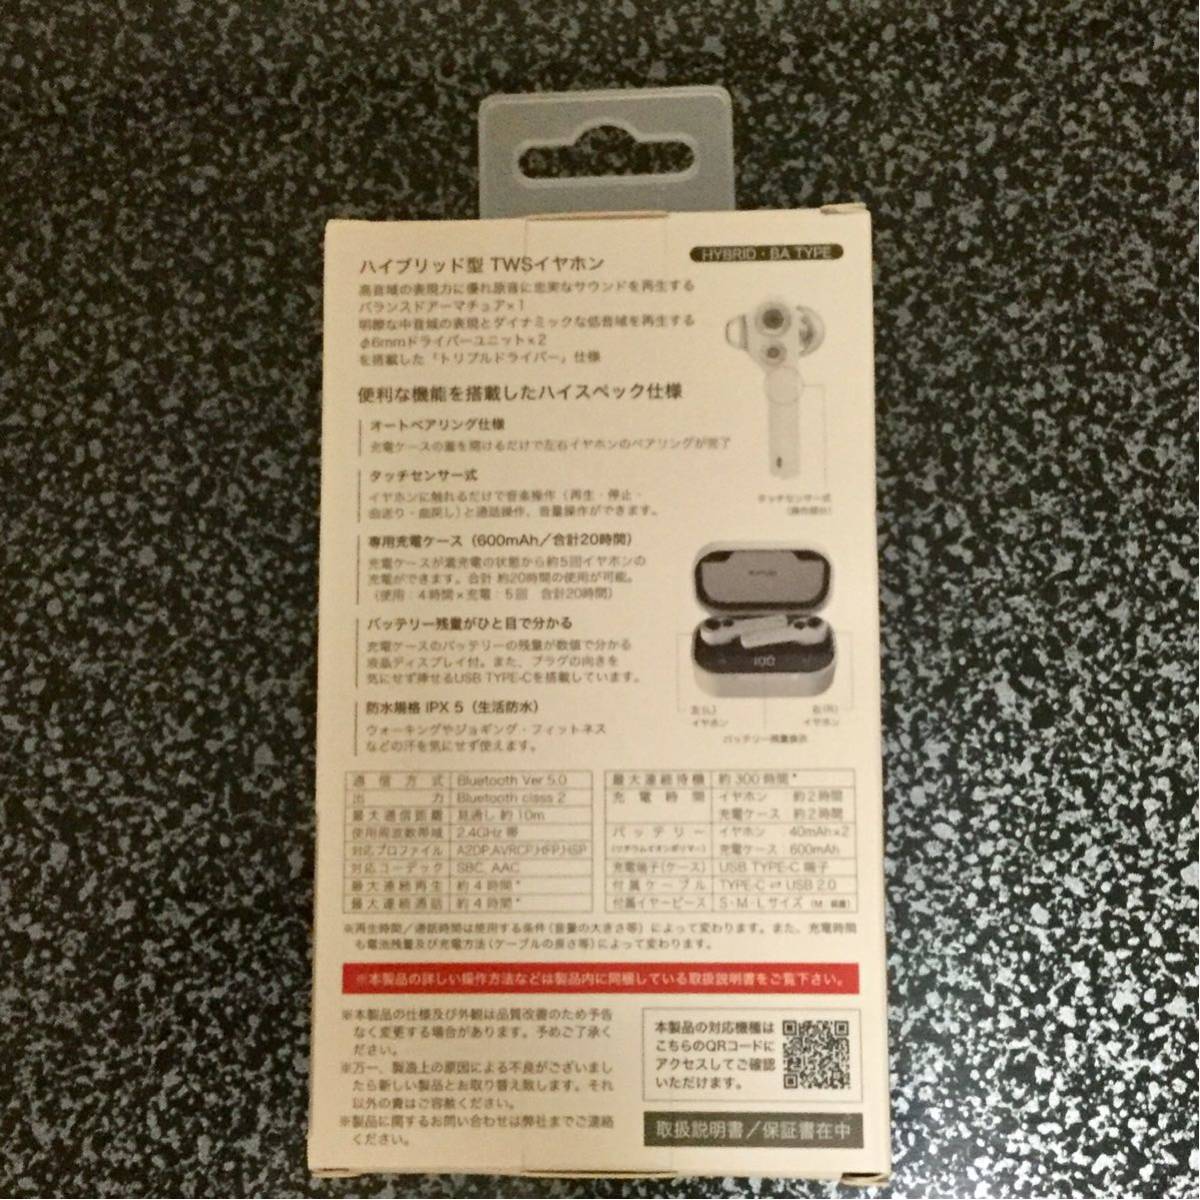 HYBRID・BA TYPE
ハイブリッド型 TWSイヤホン
高音域の表現力に優れ原音に忠実なサウンドを再生する
バランスドアーマチュア×1
明瞭な中音域の表現とダイナミックな低音域を再生する
φ6mmドライバーユニット×2
を搭載した「トリプルドライバー」仕様
便利な機能を搭載したハイスペック仕様
オートペアリング仕様
充電ケースの蓋を開けるだけで左右イヤホンのペアリングが完了
タッチセンサー式
イヤホンに触れるだけで音楽操作（再生・停止・
曲送り・曲戻し）と通話操作、音量操作ができます。
タッチセンサー式
（操作部分）
専用充電ケース（600mAh／合計20時間）
充電ケースが満充電の状態から約5回イヤホンの
充電ができます。合計 約20時間の使用が可能。
（使用：4時間×充電：5回　合計20時間）
バッテリー残量がひと目で分かる
充電ケースのバッテリーの残量が数値で分かる
液晶ディスプレイ付。また、プラグの向きを
気にせず挿せるUSB TYPE-Cを搭載しています。
100
左(L)
イヤホン
右(R)
イヤホン
バッテリー残量表示
防水規格 IPX 5（生活防水）
ウォーキングやジョギング・フィットネス
などの汗を気にせず使えます。
通信方式 Bluetooth Ver 5.0
出力 Bluetooth class 2
最大通信距離 見通し 約10m
使用周波数帯域 2.4GHz 帯
対応プロファイル A2DP,AVRCP,HFP,HSP
対応コーデック SBC, AAC
最大連続再生 約4時間*
最大連続通話 約4時間*
最大連続待機 約300時間*
充電時間 イヤホン 約2時間
充電ケース 約2時間
バッテリー イヤホン 40mAh×2
(リチウムイオンポリマー) 充電ケース 600mAh
充電端子(ケース) USB TYPE-C 端子
付属ケーブル TYPE-C ⇄ USB 2.0
付属イヤーピース S・M・Lサイズ（M 装着）
※再生時間／通話時間は使用する条件（音量の大きさ等）によって変わります。また、充電時間
も電池残量及び充電方法（ケーブルの長さ等）によって変わります。
※本製品の詳しい操作方法などは製品内に同梱している取扱説明書をご覧下さい。
※本製品の仕様及び外観は品質改善のため予告
なく変更する場合があります。予めご了承く
ださい。
※万一、製造上の原因による不良がございまし
たら新しい製品とお取り替え致します。それ
以外の責はご容赦ください。
※製品に関するお問い合わせは弊社までご連絡
ください。
本製品の対応機種は
こちらのQRコードに
アクセスしてご確認
いただけます。
取扱説明書／保証書在中